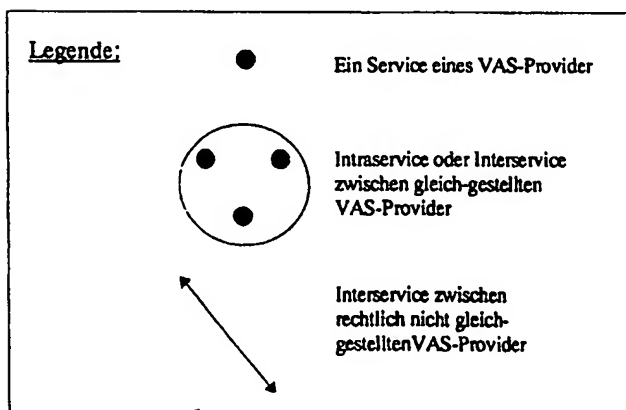 Legende:
Ein Service eines VAS-Provider
Intraservice oder Interservice
zwischen gleich-gestellten
VAS-Provider
Interservice zwischen
rechtlich nicht gleich-
gestelltenVAS-Provider